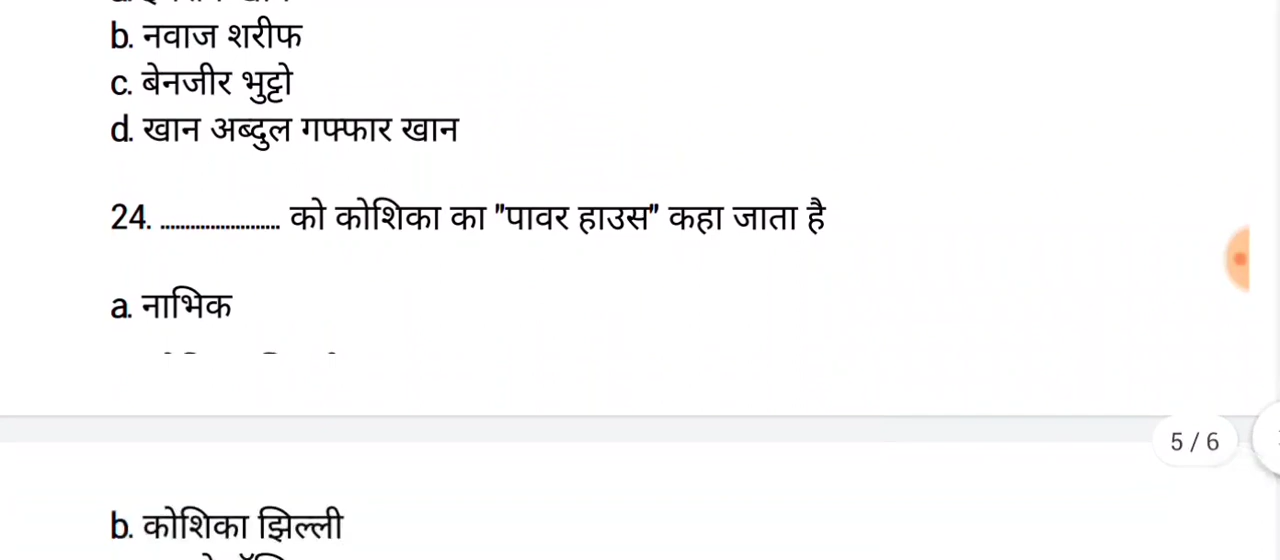 b. नवाज शरीफ
c. बेनजीर भुट्टो
d. खान अब्दुल गफ्फार खान
24. ........................ को कोशिका का "पावर हाउस" कहा जाता है
a. नाभिक
5 / 6
b. कोशिका झिल्ली